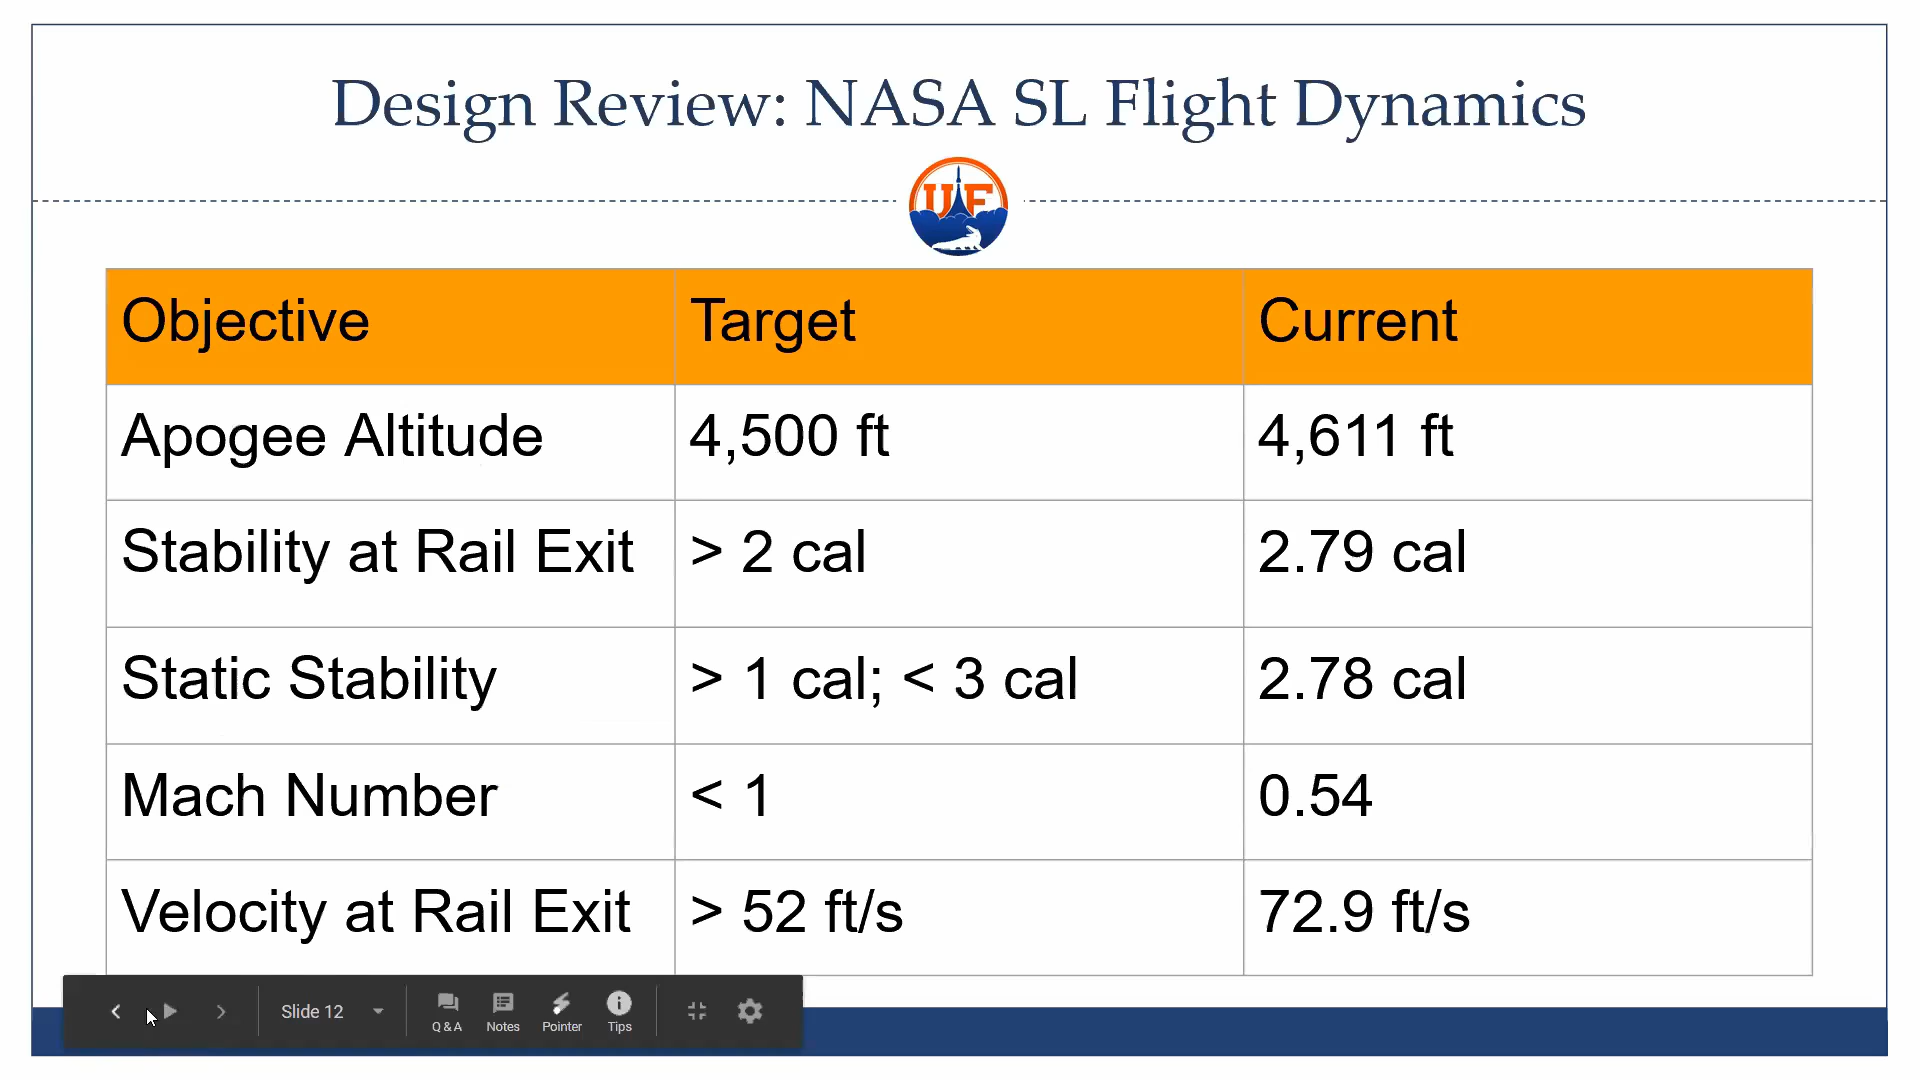 Design Review: NASA SL Flight Dynamics
UF
Objective Target Current
Apogee Altitude 4,500 ft 4,611 ft
Stability at Rail Exit > 2 cal 2.79 cal
Static Stability > 1 cal; < 3 cal 2.78 cal
Mach Number < 1 0.54
Velocity at Rail Exit > 52 ft/s 72.9 ft/s
Slide 12 Q & A Notes Pointer Tips